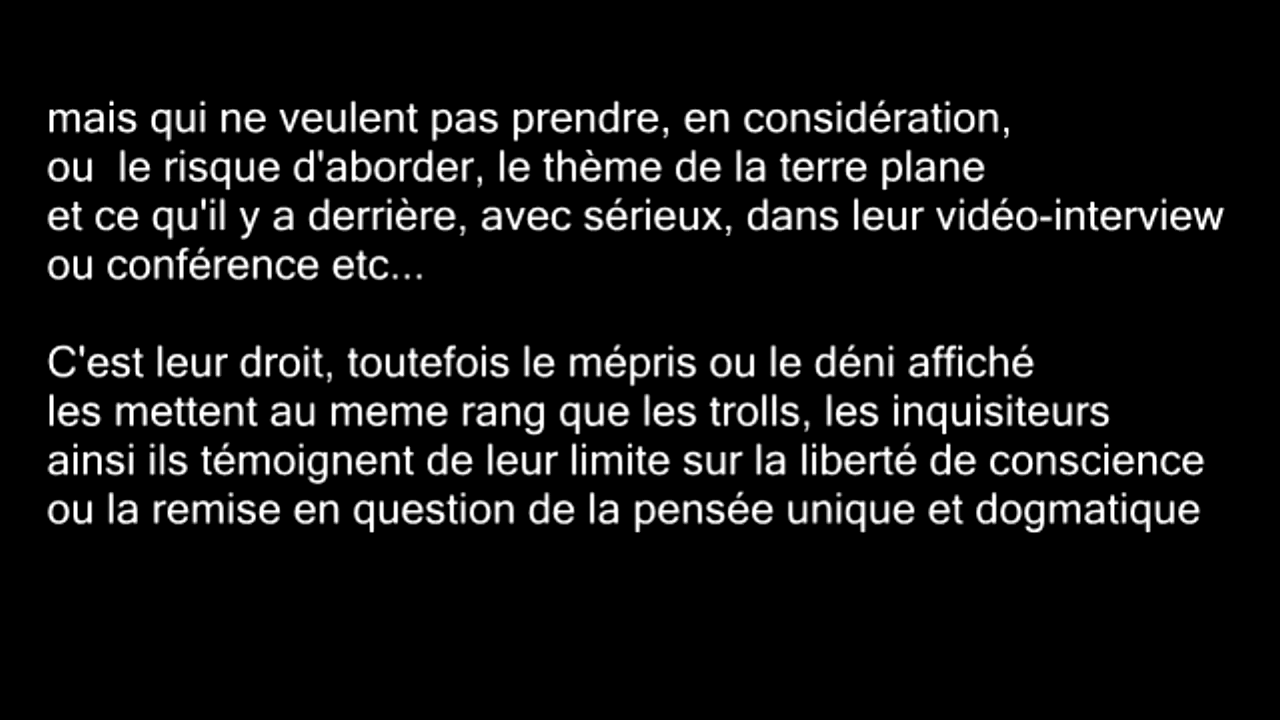 mais qui ne veulent pas prendre, en considération,
ou  le risque d'aborder, le thème de la terre plane
et ce qu'il y a derrière, avec sérieux, dans leur vidéo-interview
ou conférence etc...
C'est leur droit, toutefois le mépris ou le déni affiché
les mettent au meme rang que les trolls, les inquisiteurs
ainsi ils témoignent de leur limite sur la liberté de conscience
ou la remise en question de la pensée unique et dogmatique